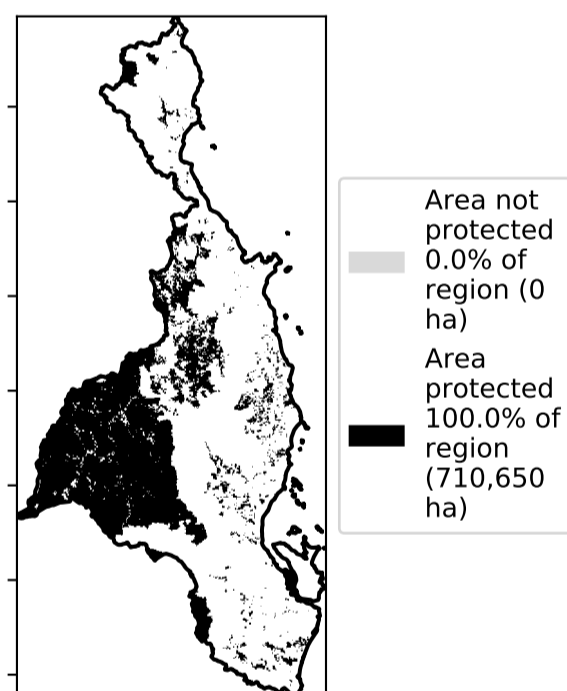 Area not
protected
0.0% of
region (0
ha)
Area
protected
100.0% of
region
(710,650
ha)